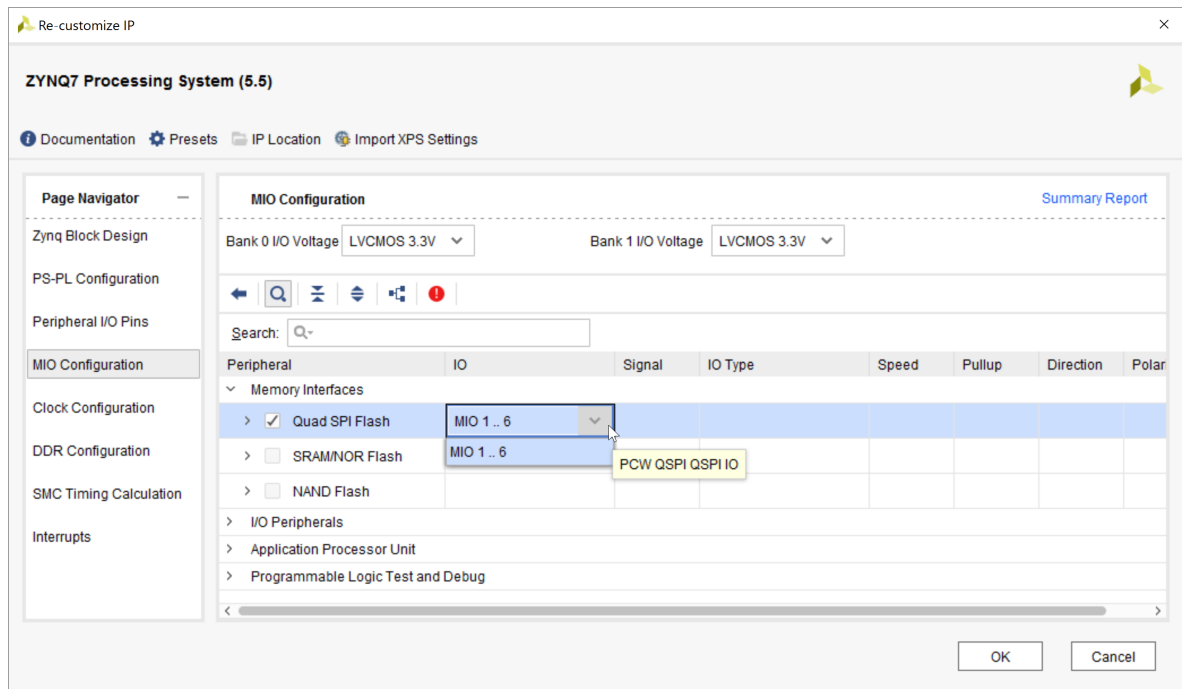 Re-customize IP
ZYNQ7 Processing System (5.5)
Documentation Presets IP Location Import XPS Settings
Page Navigator
Zynq Block Design
PS-PL Configuration
Peripheral I/O Pins
MIO Configuration
Clock Configuration
DDR Configuration
SMC Timing Calculation
Interrupts
MIO Configuration Summary Report
Bank 0 I/O Voltage LVCMOS 3.3V Bank 1 I/O Voltage LVCMOS 3.3V
Search:
Peripheral IO Signal IO Type Speed Pullup Direction Polar
Memory Interfaces
Quad SPI Flash MIO 1 .. 6
SRAM/NOR Flash MIO 1 .. 6
PCW QSPI QSPI IO
NAND Flash
I/O Peripherals
Application Processor Unit
Programmable Logic Test and Debug
OK Cancel